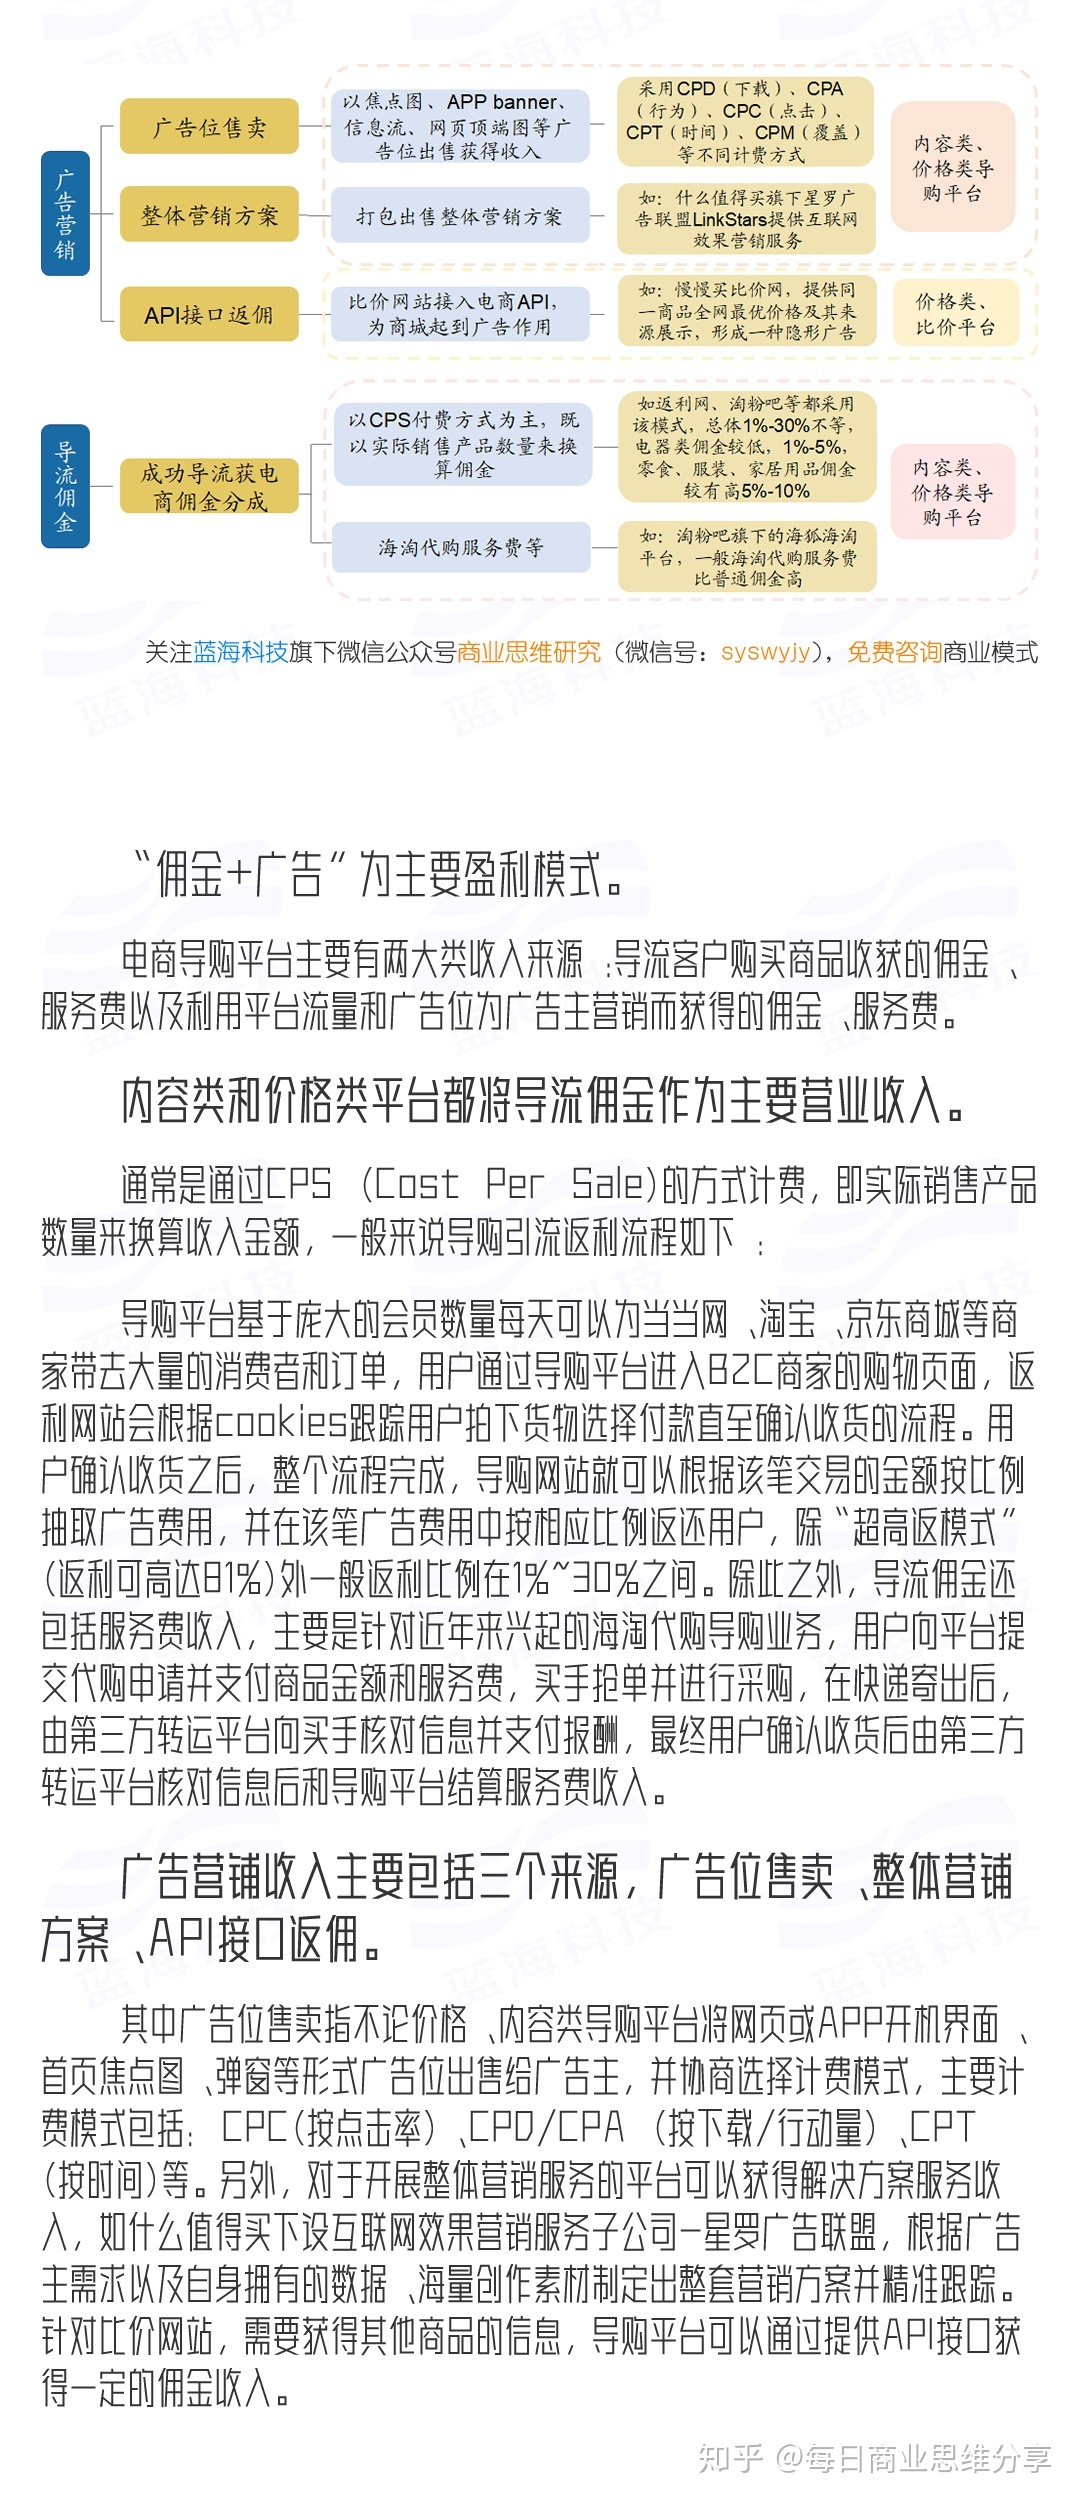 广告营销
广告位售卖
以焦点图、APP banner、
信息流、网页顶端图等广
告位出售获得收入
采用CPD（下载）、CPA
（行为）、CPC（点击）、
CPT（时间）、CPM（覆盖）
等不同计费方式
内容类、
价格类导
购平台
整体营销方案
打包出售整体营销方案
如：什么值得买旗下星罗广
告联盟LinkStars提供互联网
效果营销服务
API接口返佣
比价网站接入电商API，
为商城起到广告作用
如：慢慢买比价网，提供同
一商品全网最优价格及其来
源展示，形成一种隐形广告
价格类、
比价平台
导流佣金
成功导流获电
商佣金分成
以CPS付费方式为主，既
以实际销售产品数量来换
算佣金
如返利网、淘粉吧等都采用
该模式，总体1%-30%不等，
电器类佣金较低，1%-5%，
零食、服装、家居用品佣金
较有高5%-10%
内容类、
价格类导
购平台
海淘代购服务费等
如：淘粉吧旗下的海狐海淘
平台，一般海淘代购服务费
比普通佣金高
关注蓝海科技旗下微信公众号商业思维研究（微信号：syswyjy），免费咨询商业模式
“佣金+广告”为主要盈利模式。
电商导购平台主要有两大类收入来源 :导流客户购买商品收获的佣金 、
服务费以及利用平台流量和广告位为广告主营销而获得的佣金 、服务费。
内容类和价格类平台都将导流佣金作为主要营业收入。
通常是通过CPS (Cost Per Sale)的方式计费，即实际销售产品
数量来换算收入金额，一般来说导购引流返利流程如下 ：
导购平台基于庞大的会员数量每天可以为当当网 、淘宝 、京东商城等商
家带去大量的消费者和订单，用户通过导购平台进入B2C商家的购物页面，返
利网站会根据cookies跟踪用户拍下货物选择付款直至确认收货的流程。用
户确认收货之后，整个流程完成，导购网站就可以根据该笔交易的金额按比例
抽取广告费用，并在该笔广告费用中按相应比例返还用户，除“超高返模式”
(返利可高达81%)外一般返利比例在1%~30%之间。除此之外，导流佣金还
包括服务费收入，主要是针对近年来兴起的海淘代购导购业务，用户向平台提
交代购申请并支付商品金额和服务费，买手抢单并进行采购，在快递寄出后，
由第三方转运平台向买手核对信息并支付报酬，最终用户确认收货后由第三方
转运平台核对信息后和导购平台结算服务费收入。
广告营铺收入主要包括三个来源，广告位售卖 、整体营铺
方案 、API接口返佣。
其中广告位售卖指不论价格 、内容类导购平台将网页或APP开机界面 、
首页焦点图 、弹窗等形式广告位出售给广告主，并协商选择计费模式，主要计
费模式包括：CPC(按点击率) 、CPD/CPA (按下载/行动量) 、CPT
(按时间)等。另外，对于开展整体营销服务的平台可以获得解决方案服务收
入，如什么值得买下设互联网效果营销服务子公司-星罗广告联盟，根据广告
主需求以及自身拥有的数据 、海量创作素材制定出整套营销方案并精准跟踪。
针对比价网站，需要获得其他商品的信息，导购平台可以通过提供API接口获
得一定的佣金收入。
知乎 @每日商业思维分享
蓝海科技